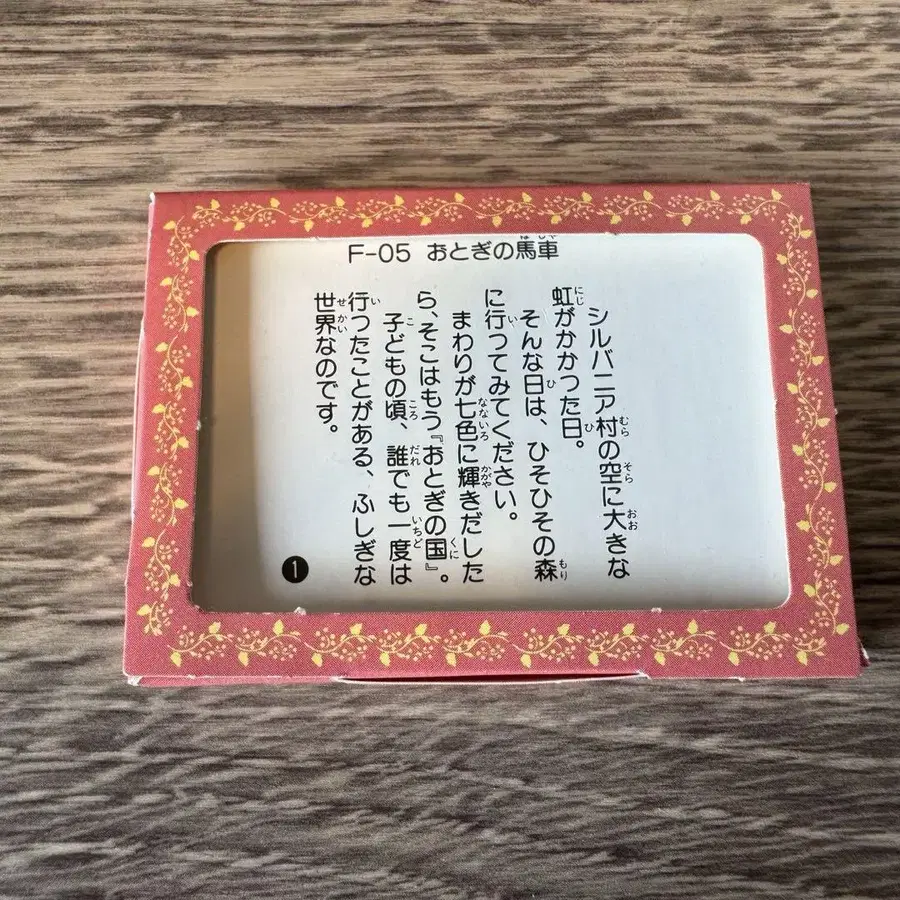 F-05 おとぎの馬車
シルバニア村の空に大きな
虹がかかった日。
そんな日は、ひそひその森
に行ってみてください。
まわりが七色に輝きだした
ら、そこはもう『おとぎの国』。
子どもの頃、誰でも一度は
行ったことがある、ふしぎな
世界なのです。
1